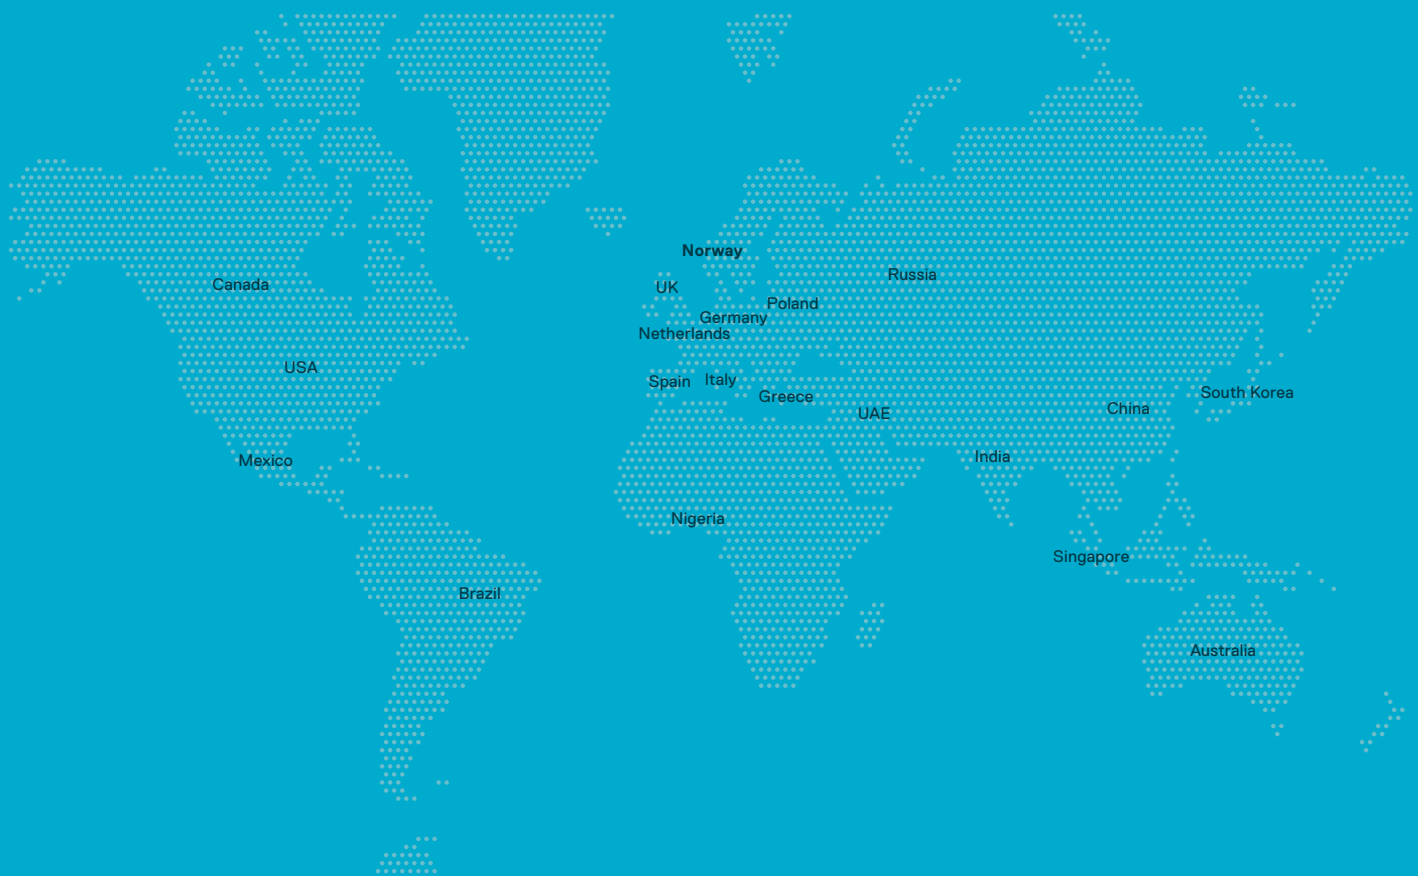 Norway
Russia
Canada
UK
Poland
Germany
Netherlands
USA
Spain
Italy
South Korea
Greece
China
UAE
India
Mexico
Nigeria
Singapore
Brazil
Australia